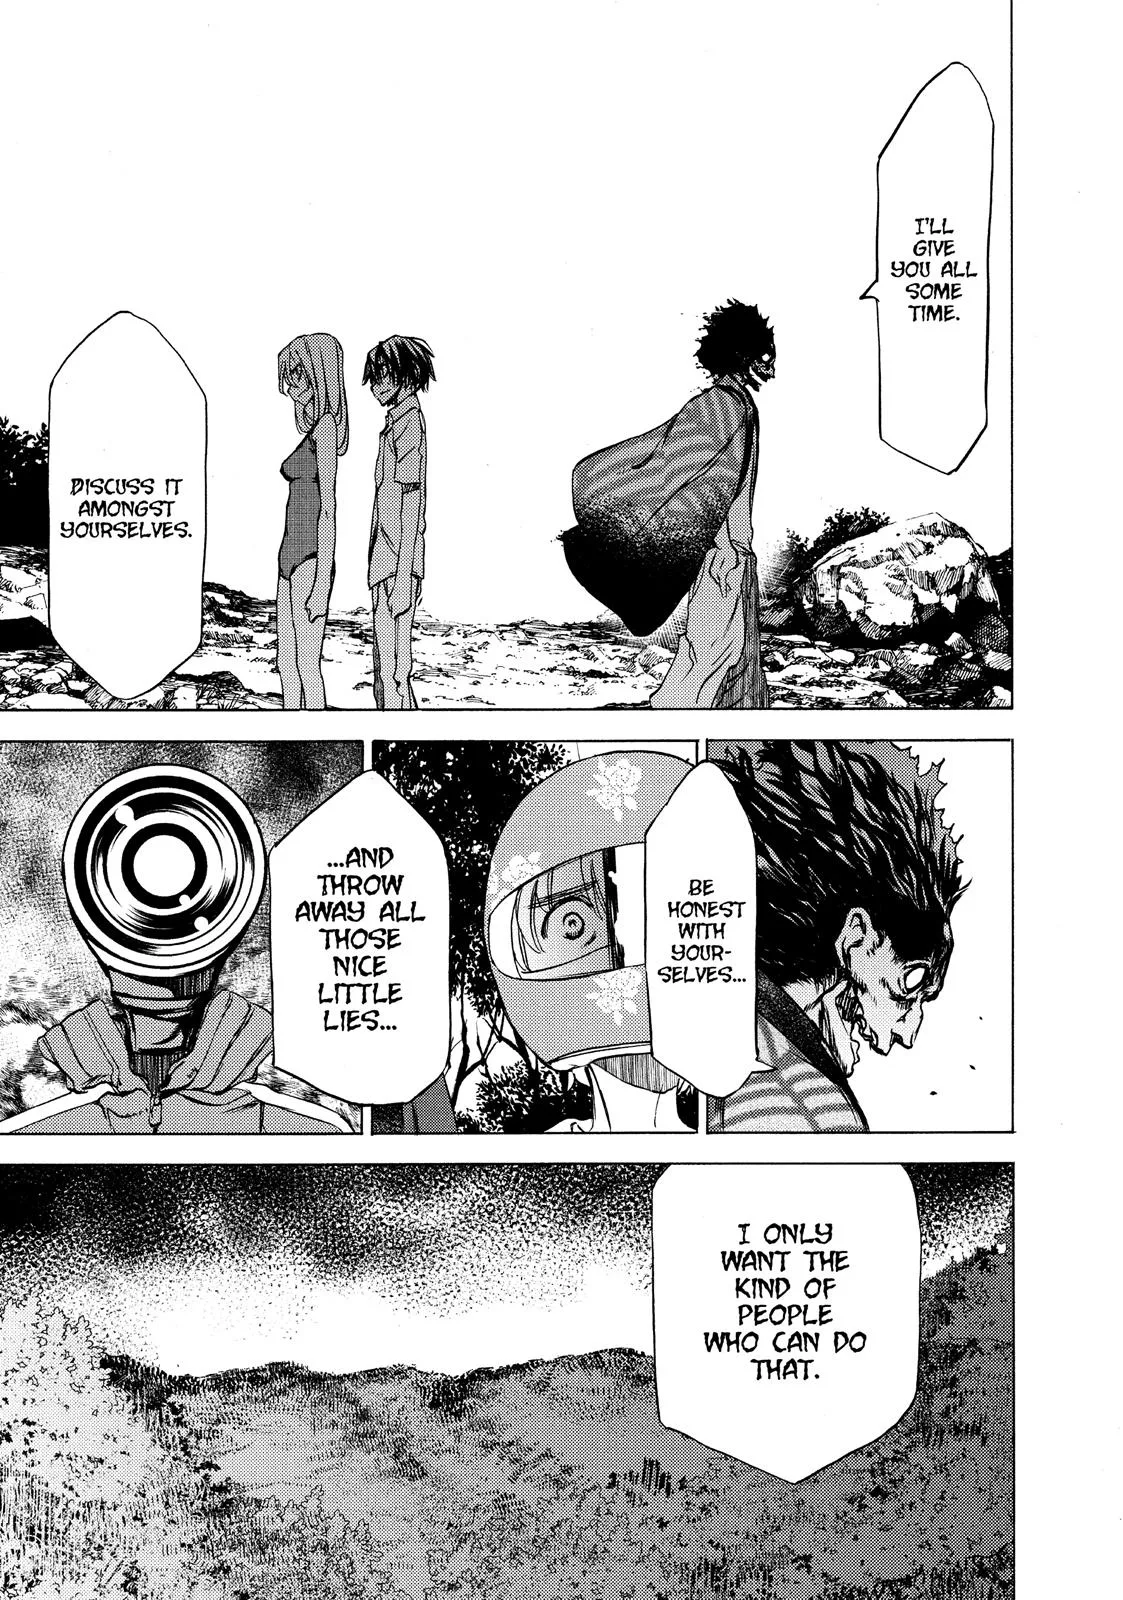 I'LL
GIVE
YOU ALL
SOME
TIME.
DISCUSS IT
AMONGST
YOURSELVES.
BE
HONEST
WITH
YOUR-
SELVES...
...AND
THROW
AWAY ALL
THOSE
NICE
LITTLE
LIES...
I ONLY
WANT THE
KIND OF
PEOPLE
WHO CAN DO
THAT.